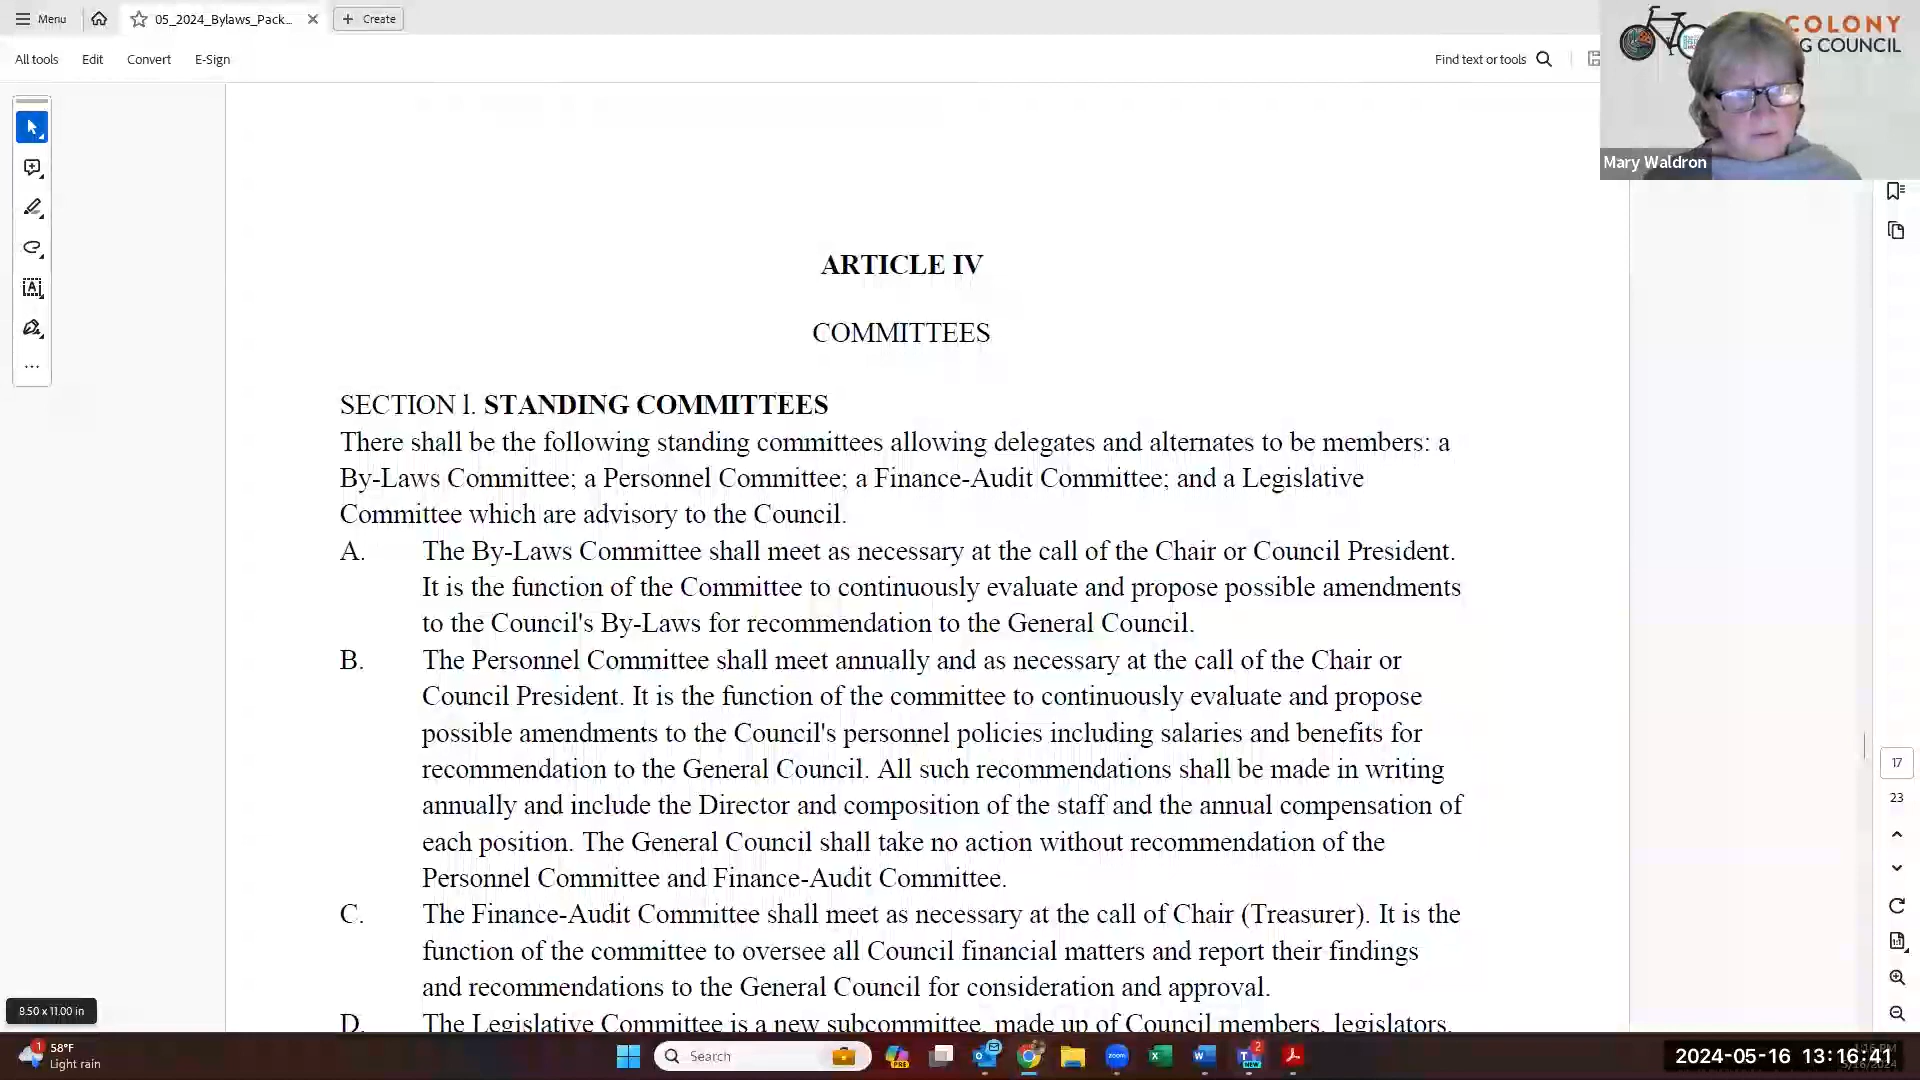 Menu
05_2024_Bylaws_Pack...
Create
All tools
Edit
Convert
E-Sign
Find text or tools
COLONY
G COUNCIL
Mary Waldron
ARTICLE IV
COMMITTEES
SECTION l. STANDING COMMITTEES
There shall be the following standing committees allowing delegates and alternates to be members: a
By-Laws Committee; a Personnel Committee; a Finance-Audit Committee; and a Legislative
Committee which are advisory to the Council.
A. The By-Laws Committee shall meet as necessary at the call of the Chair or Council President.
It is the function of the Committee to continuously evaluate and propose possible amendments
to the Council's By-Laws for recommendation to the General Council.
B. The Personnel Committee shall meet annually and as necessary at the call of the Chair or
Council President. It is the function of the committee to continuously evaluate and propose
possible amendments to the Council's personnel policies including salaries and benefits for
recommendation to the General Council. All such recommendations shall be made in writing
annually and include the Director and composition of the staff and the annual compensation of
each position. The General Council shall take no action without recommendation of the
Personnel Committee and Finance-Audit Committee.
C. The Finance-Audit Committee shall meet as necessary at the call of Chair (Treasurer). It is the
function of the committee to oversee all Council financial matters and report their findings
and recommendations to the General Council for consideration and approval.
D. The Legislative Committee is a new subcommittee, made up of Council members, legislators,
17
23
8.50 x 11.00 in
1
58°F
Light rain
Search
PRE
zoom
2
NEW
2024-05-16 13:16:41